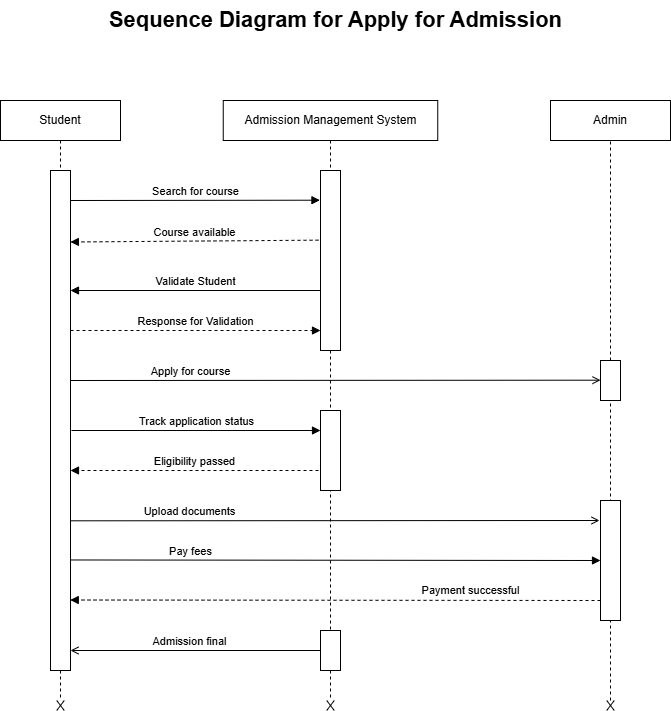 Sequence Diagram for Apply for Admission
Student
Admission Management System
Admin
Search for course
Course available
Validate Student
Response for Validation
Apply for course
Track application status
Eligibility passed
Upload documents
Pay fees
Payment successful
Admission final
X X X